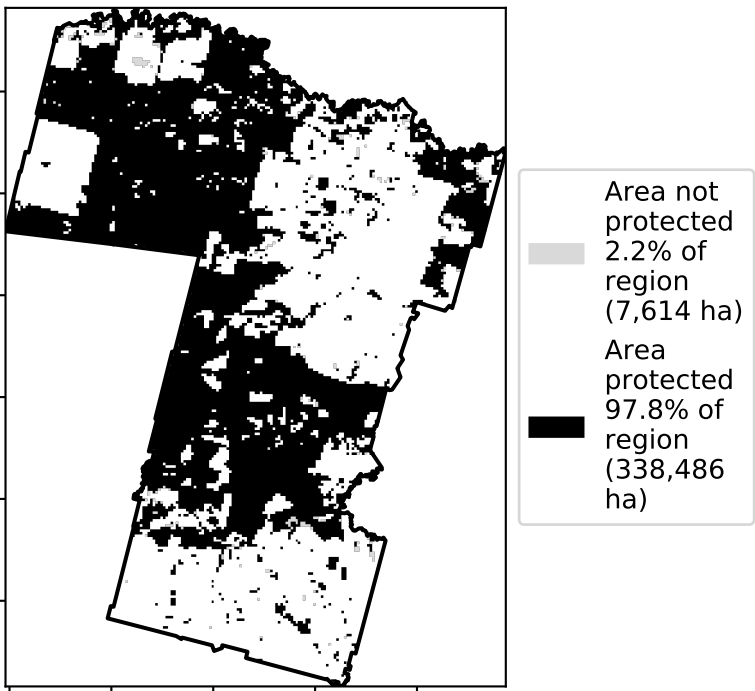 Area not
protected
2.2% of
region
(7,614 ha)
Area
protected
97.8% of
region
(338,486
ha)